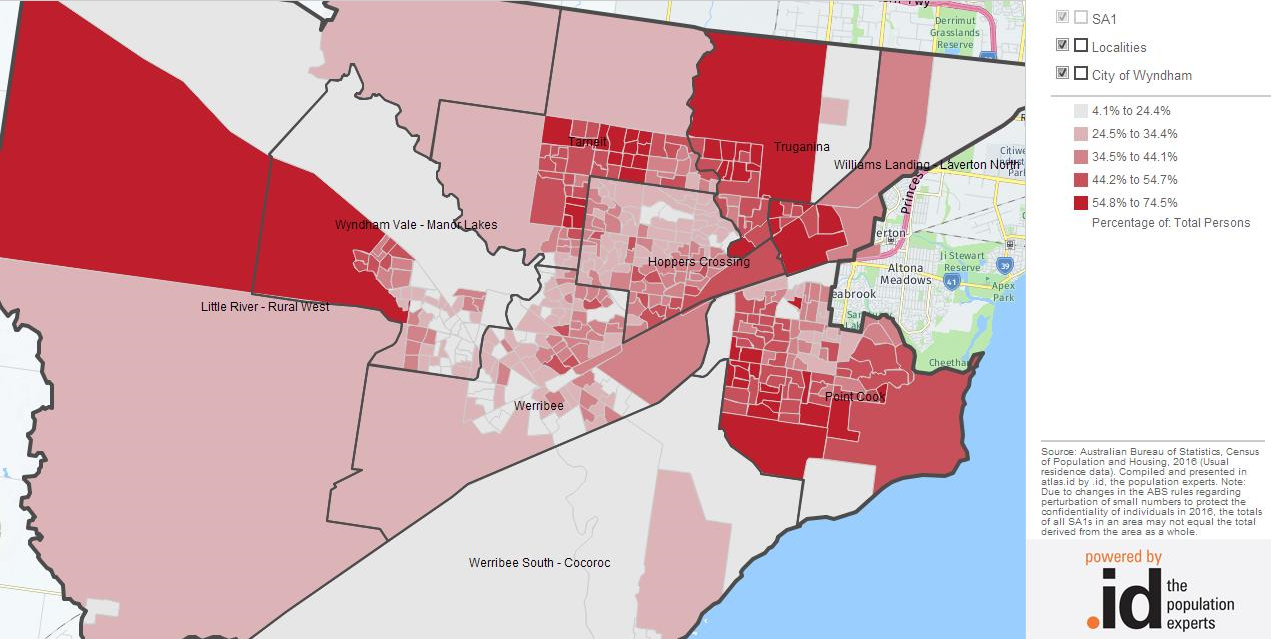 Derrimut
Grasslands
Reserve
Tarneit
Truganina
Williams Landing - Laverton North
Princes
Wyndham Vale - Manor Lakes
erton
Hoppers Crossing
Altona
Meadows
Ji Stewart
Reserve
39
41
Apex
Park
eabrook
Little River - Rural West
Cheetha
Point Cook
Werribee
Werribee South - Cocoroc
SA1
Localities
City of Wyndham
4.1% to 24.4%
24.5% to 34.4%
34.5% to 44.1%
44.2% to 54.7%
54.8% to 74.5%
Percentage of: Total Persons
Source: Australian Bureau of Statistics, Census
of Population and Housing, 2016 (Usual
residence data). Compiled and presented in
atlas.id by .id, the population experts. Note:
Due to changes in the ABS rules regarding
perturbation of small numbers to protect the
confidentiality of individuals in 2016, the totals
of all SA1s in an area may not equal the total
derived from the area as a whole.
powered by
.id the
population
experts